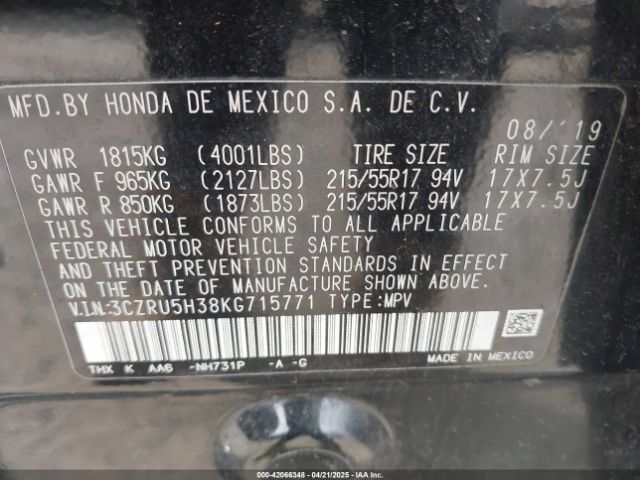 MFD.BY HONDA DE MEXICO S.A. DE C.V.
08/'19
GVWR 1815KG (4001LBS) TIRE SIZE RIM SIZE
GAWR F 965KG (2127LBS) 215/55R17 94V 17X7.5J
GAWR R 850KG (1873LBS) 215/55R17 94V 17X7.5J
THIS VEHICLE CONFORMS TO ALL APPLICABLE
FEDERAL MOTOR VEHICLE SAFETY
AND THEFT PREVENTION STANDARDS IN EFFECT
ON THE DATE OF MANUFACTURE SHOWN ABOVE.
V.I.N:3CZRU5H38KG715771 TYPE:MPV
THX K AA6 -NH731P -A -G MADE IN MEXICO
000-42066348 - 04/21/2025 - IAA Inc.